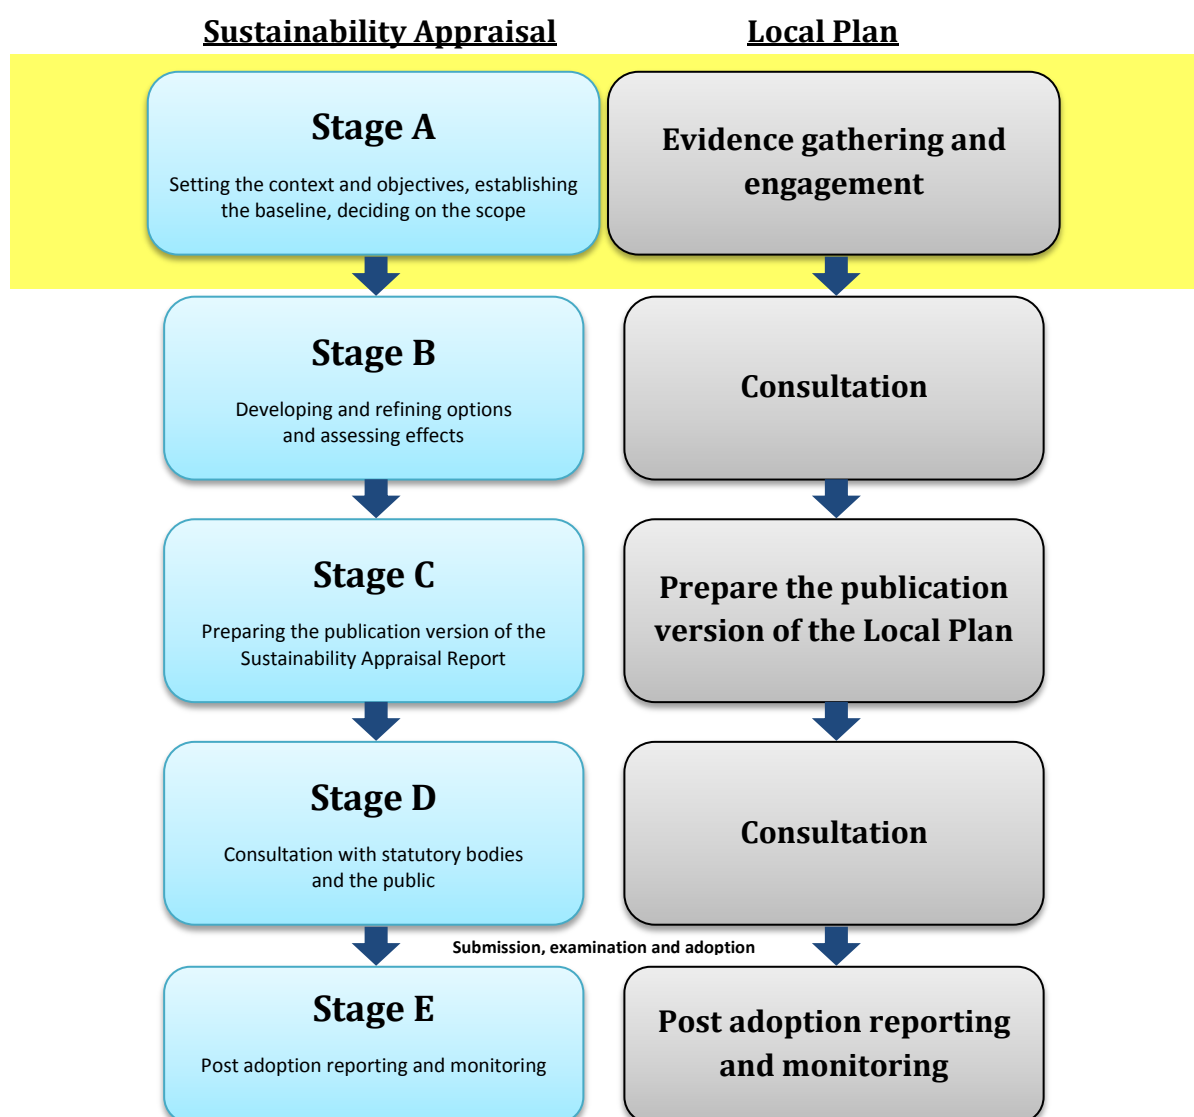 Sustainability Appraisal
Local Plan
Stage A
Setting the context and objectives, establishing
the baseline, deciding on the scope
Evidence gathering and
engagement
Stage B
Developing and refining options
and assessing effects
Consultation
Stage C
Preparing the publication version of the
Sustainability Appraisal Report
Prepare the publication
version of the Local Plan
Stage D
Consultation with statutory bodies
and the public
Consultation
Submission, examination and adoption
Stage E
Post adoption reporting and monitoring
Post adoption reporting
and monitoring